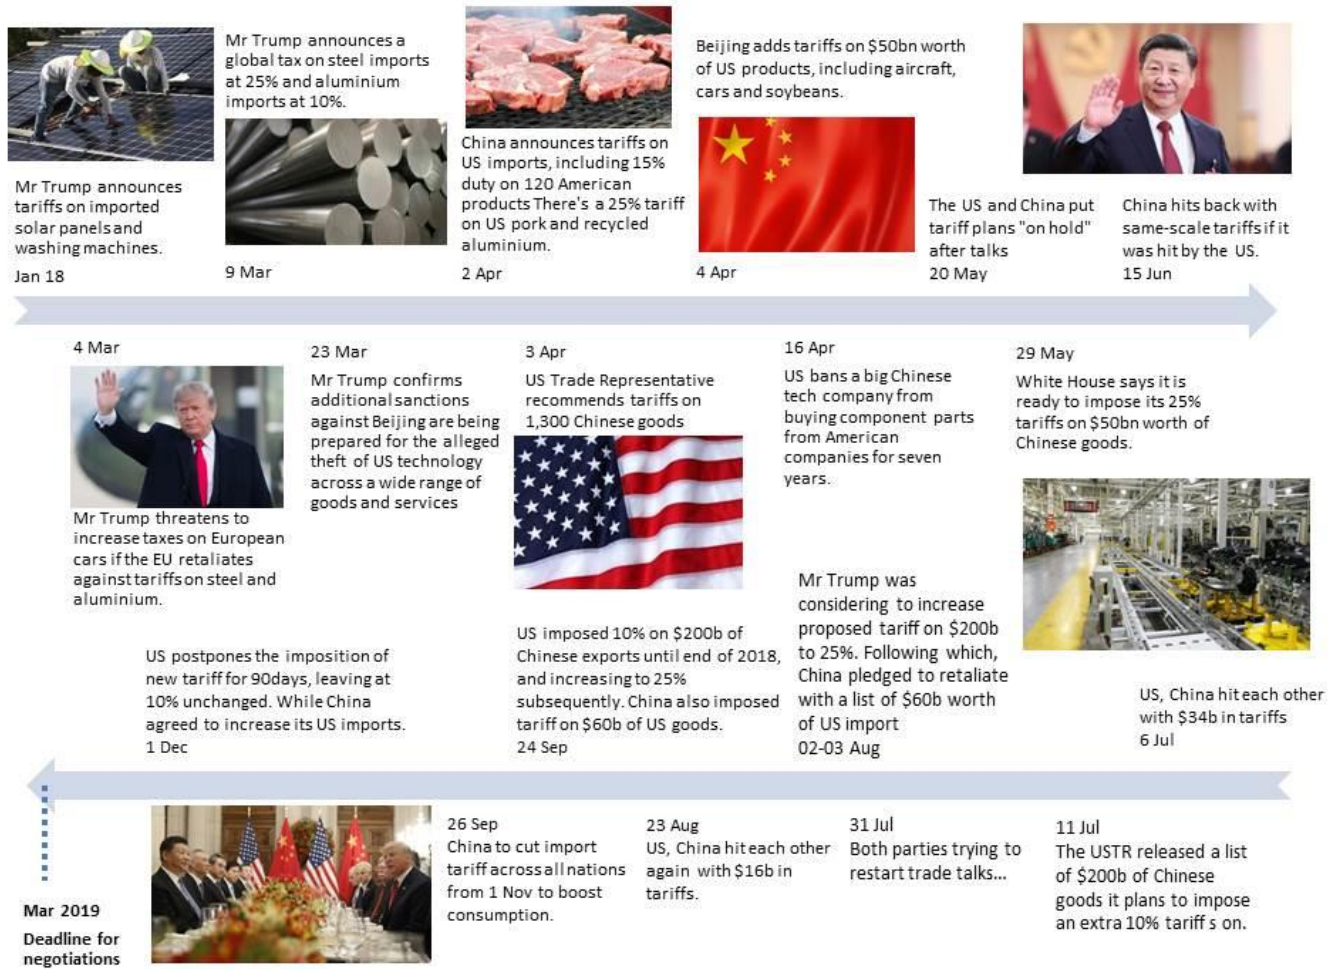 Mr Trump announces
tariffs on imported
solar panels and
washing machines.
Jan 18
Mr Trump announces a
global tax on steel imports
at 25% and aluminium
imports at 10%.
9 Mar
China announces tariffs on
US imports, including 15%
duty on 120 American
products There's a 25% tariff
on US pork and recycled
aluminium.
2 Apr
Beijing adds tariffs on $50bn worth
of US products, including aircraft,
cars and soybeans.
4 Apr
The US and China put
tariff plans "on hold"
after talks
20 May
China hits back with
same-scale tariffs if it
was hit by the US.
15 Jun
4 Mar
Mr Trump threatens to
increase taxes on European
cars if the EU retaliates
against tariffs on steel and
aluminium.
23 Mar
Mr Trump confirms
additional sanctions
against Beijing are being
prepared for the alleged
theft of US technology
across a wide range of
goods and services
3 Apr
US Trade Representative
recommends tariffs on
1,300 Chinese goods
16 Apr
US bans a big Chinese
tech company from
buying component parts
from American
companies for seven
years.
29 May
White House says it is
ready to impose its 25%
tariffs on $50bn worth of
Chinese goods.
US postpones the imposition of
new tariff for 90days, leaving at
10% unchanged. While China
agreed to increase its US imports.
1 Dec
US imposed 10% on $200b of
Chinese exports until end of 2018,
and increasing to 25%
subsequently. China also imposed
tariff on $60b of US goods.
24 Sep
Mr Trump was
considering to increase
proposed tariff on $200b
to 25%. Following which,
China pledged to retaliate
with a list of $60b worth
of US import
02-03 Aug
US, China hit each other
with $34b in tariffs
6 Jul
Mar 2019
Deadline for
negotiations
26 Sep
China to cut import
tariff across all nations
from 1 Nov to boost
consumption.
23 Aug
US, China hit each other
again with $16b in
tariffs.
31 Jul
Both parties trying to
restart trade talks...
11 Jul
The USTR released a list
of $200b of Chinese
goods it plans to impose
an extra 10% tariff s on.